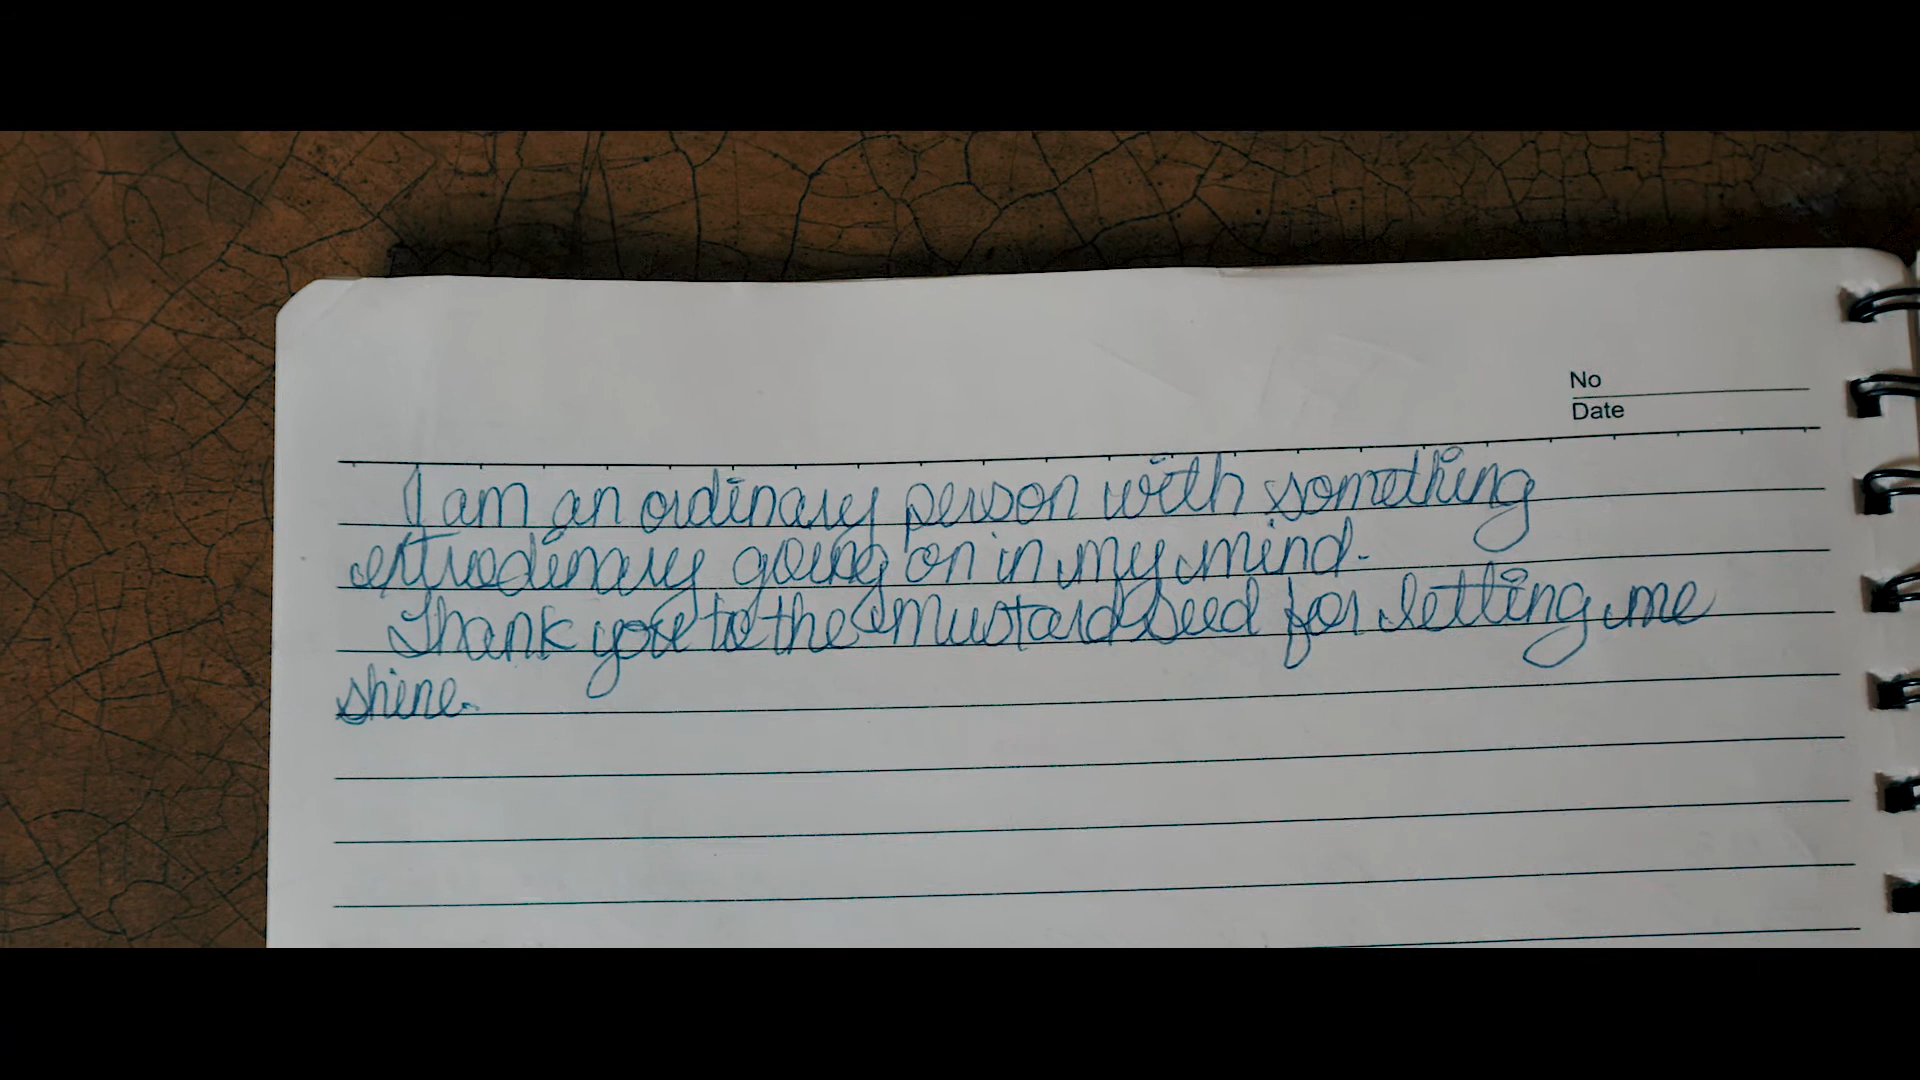 No
Date
I am an ordinary person with something
extrodinary going on in my mind.
Thank you to the Mustard Seed for letting me
shine.